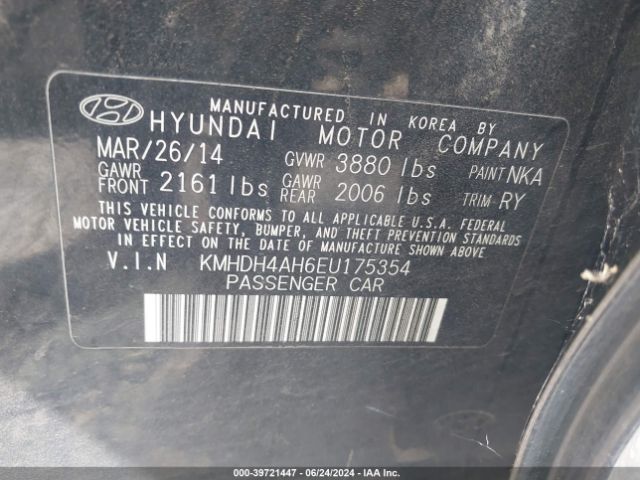 MANUFACTURED IN KOREA BY
HYUNDAI MOTOR COMPANY
MAR/26/14 GVWR 3880 lbs PAINT NKA
GAWR FRONT 2161 lbs GAWR REAR 2006 lbs TRIM RY
THIS VEHICLE CONFORMS TO ALL APPLICABLE U.S.A. FEDERAL
MOTOR VEHICLE SAFETY, BUMPER, AND THEFT PREVENTION STANDARDS
IN EFFECT ON THE DATE OF MANUFACTURE SHOWN ABOVE
V.I.N KMHDH4AH6EU175354
PASSENGER CAR
000-39721447 - 06/24/2024 - IAA Inc.